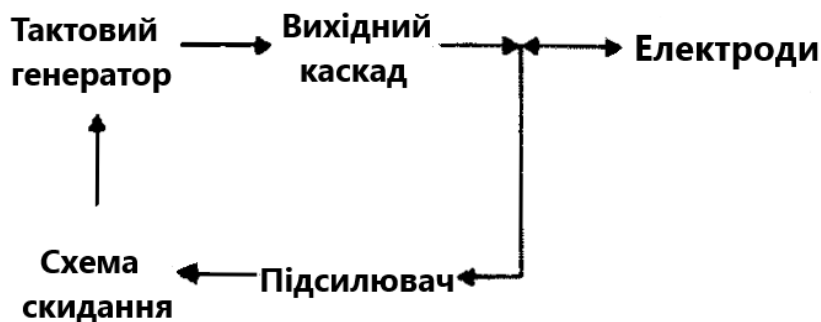 Тактовий
генератор
Вихідний
каскад
Електроди
Схема
скидання
Підсилювач